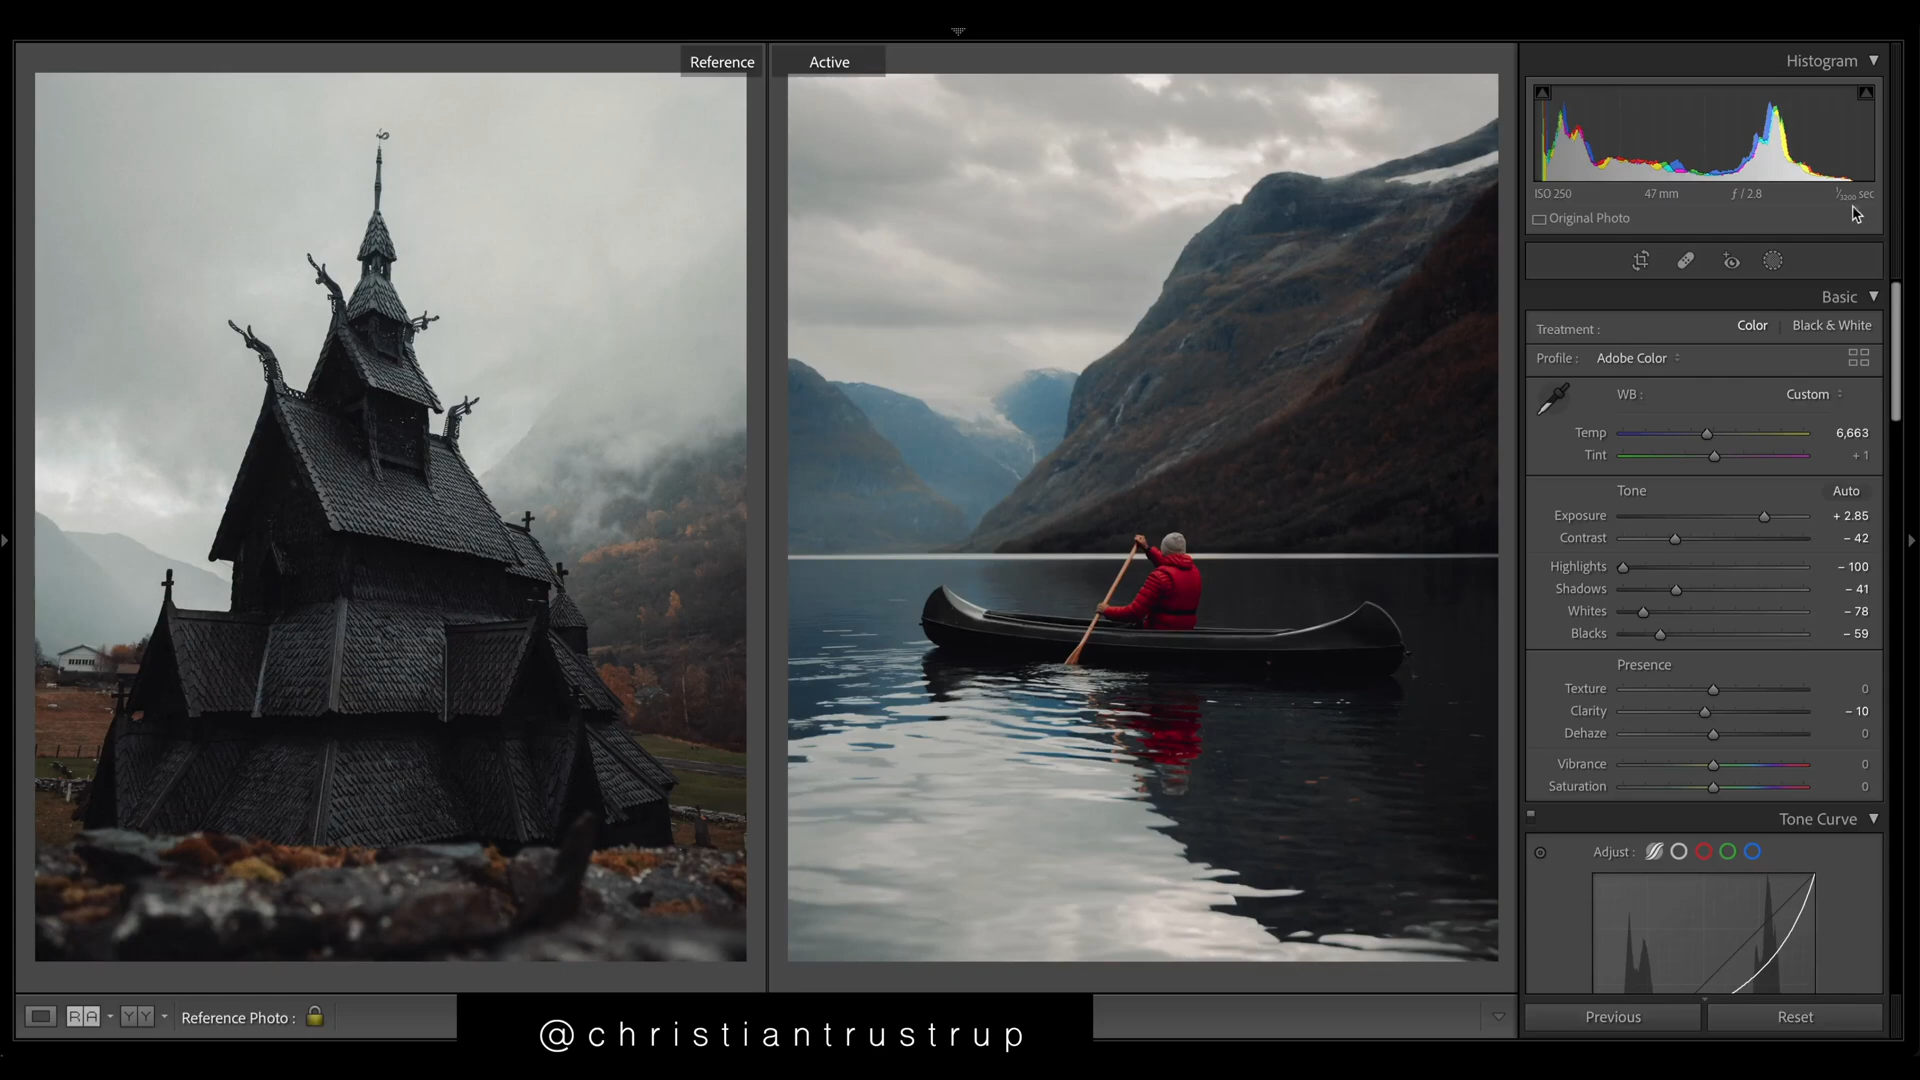 Reference
Active
Histogram
ISO 250 47 mm ƒ / 2.8 1/3200 sec
Original Photo
Basic
Treatment : Color Black & White
Profile : Adobe Color
WB : Custom
Temp 6,663
Tint + 1
Tone Auto
Exposure + 2.85
Contrast – 42
Highlights – 100
Shadows – 41
Whites – 78
Blacks – 59
Presence
Texture 0
Clarity – 10
Dehaze 0
Vibrance 0
Saturation 0
Tone Curve
Adjust :
R A Y Y Reference Photo :
Previous Reset
@christiantrustrup